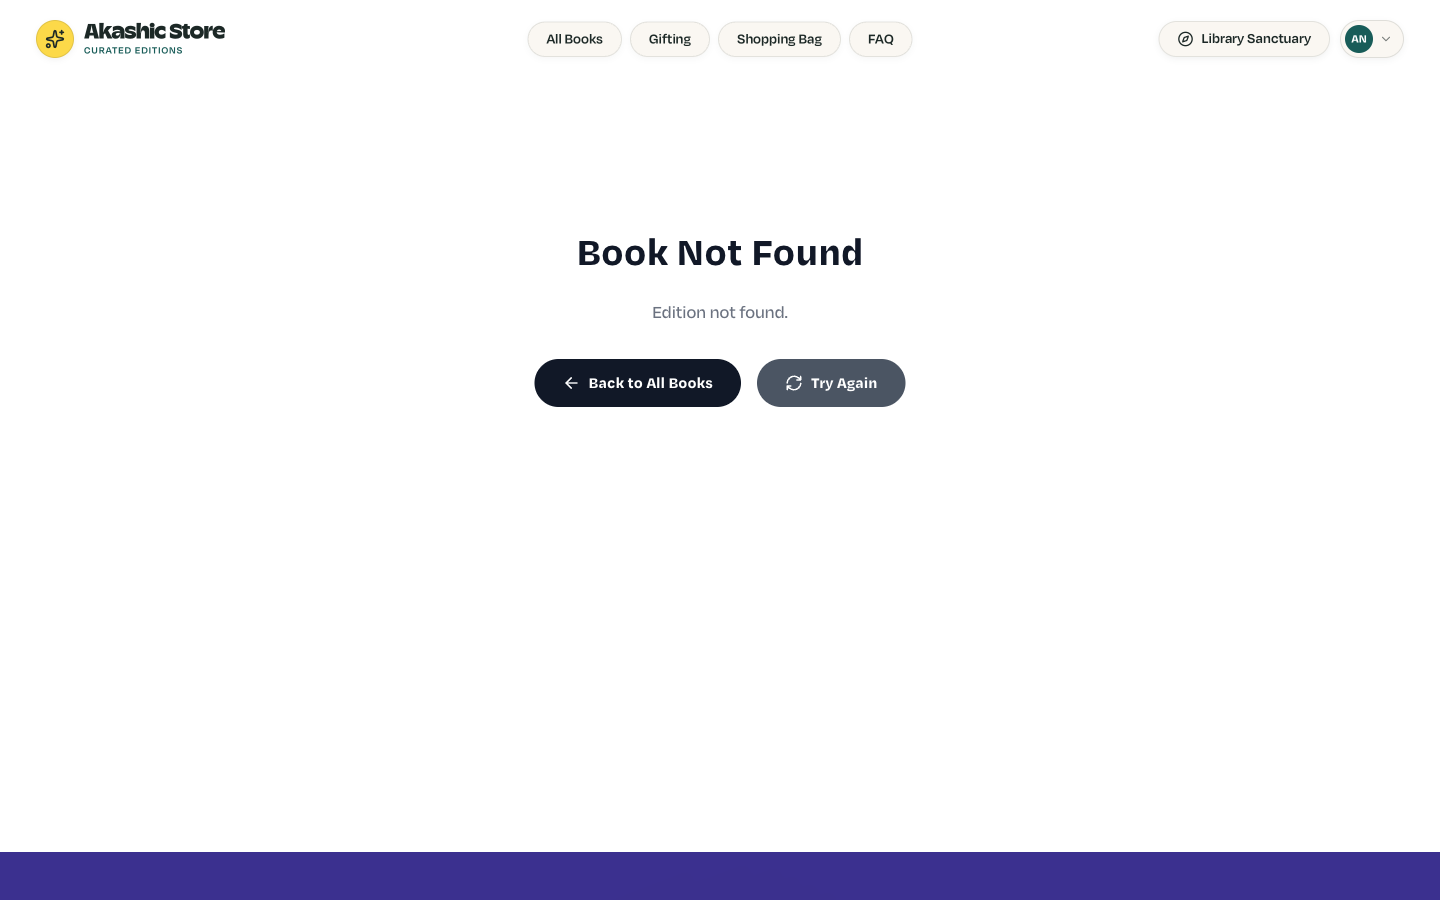 Akashic Store
CURATED EDITIONS
All Books
Gifting
Shopping Bag
FAQ
Library Sanctuary
AN
Book Not Found
Edition not found.
Back to All Books
Try Again